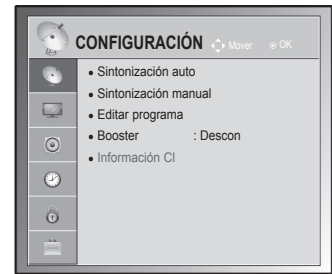 CONFIGURACIÓN Mover OK
• Sintonización auto
• Sintonización manual
• Editar programa
• Booster : Descon
• Información CI